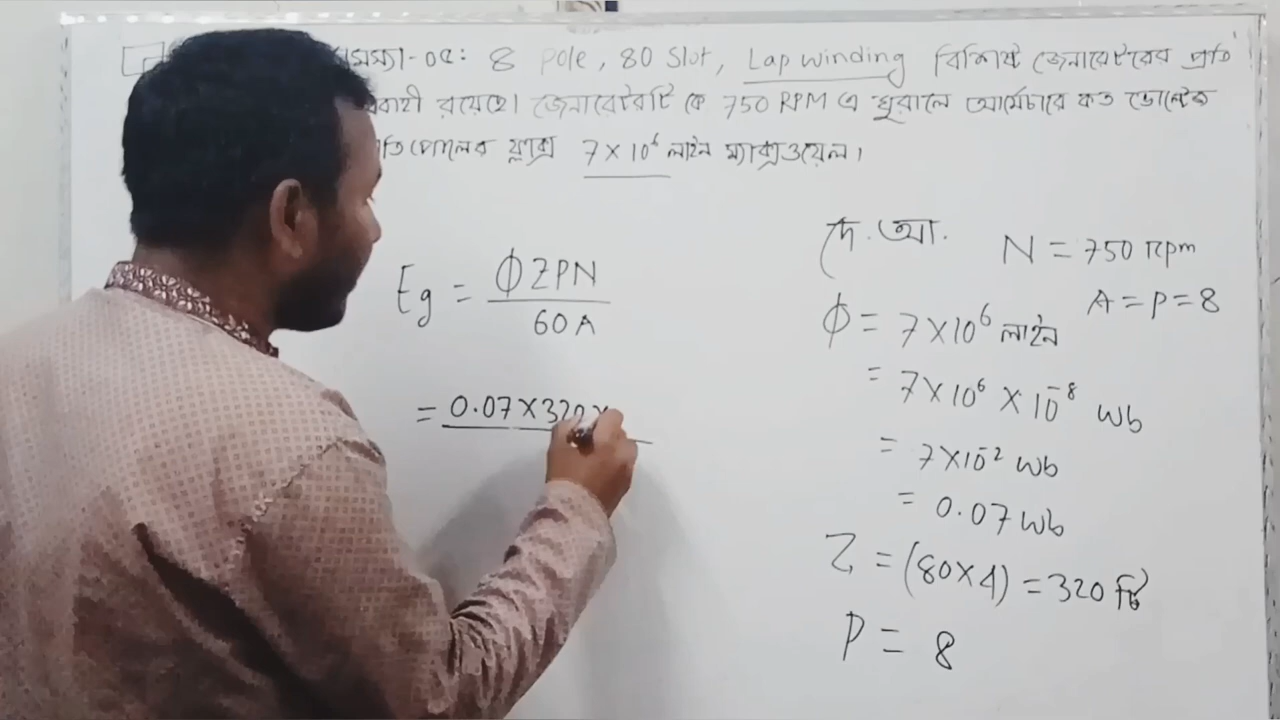 সমস্যা-০৫: 8 Pole, 80 Slot, Lap winding বিশিষ্ট জেনারেটরের প্রতি
রয়েছে। জেনারেটরটি কে 750 RPM এ ঘুরালে আর্মেচারে কত ভোল্টেজ
পোলের ফ্লাক্স 7 × 10⁶ লাইন ম্যাক্সওয়েল।
দে.আ.
N = 750 rpm
A = P = 8
Eg = ϕZPN / 60A
ϕ = 7×10⁶ লাইন
= 7×10⁶ × 10⁻⁸ Wb
= 0.07×320×
= 7×10⁻² Wb
= 0.07 Wb
Z = (80×4) = 320 টি
P = 8